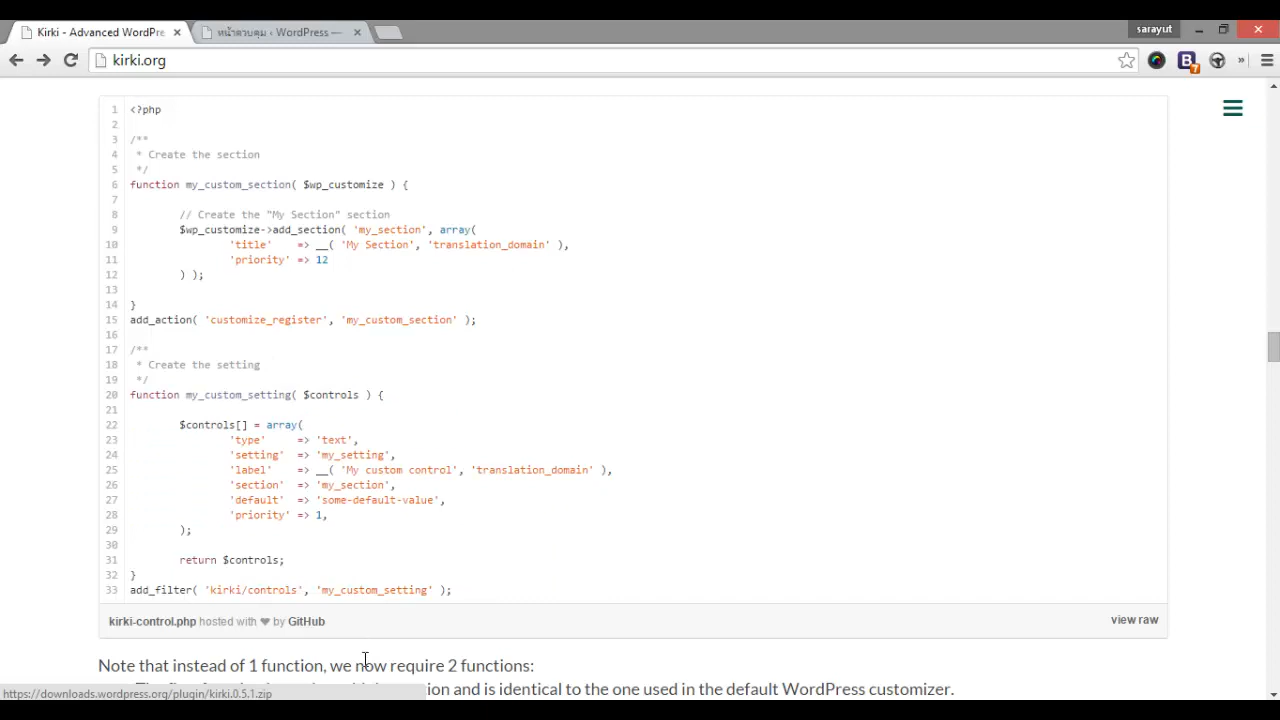 Kirki - Advanced WordPre
หน้าควบคุม ‹ WordPress —
sarayut
kirki.org
7
1 <?php
2
3 /**
4 * Create the section
5 */
6 function my_custom_section( $wp_customize ) {
7
8 // Create the "My Section" section
9 $wp_customize->add_section( 'my_section', array(
10 'title' => __( 'My Section', 'translation_domain' ),
11 'priority' => 12
12 ) );
13
14 }
15 add_action( 'customize_register', 'my_custom_section' );
16
17 /**
18 * Create the setting
19 */
20 function my_custom_setting( $controls ) {
21
22 $controls[] = array(
23 'type' => 'text',
24 'setting' => 'my_setting',
25 'label' => __( 'My custom control', 'translation_domain' ),
26 'section' => 'my_section',
27 'default' => 'some-default-value',
28 'priority' => 1,
29 );
30
31 return $controls;
32 }
33 add_filter( 'kirki/controls', 'my_custom_setting' );
kirki-control.php hosted with ❤ by GitHub
view raw
Note that instead of 1 function, we now require 2 functions:
ion and is identical to the one used in the default WordPress customizer.
https://downloads.wordpress.org/plugin/kirki.0.5.1.zip